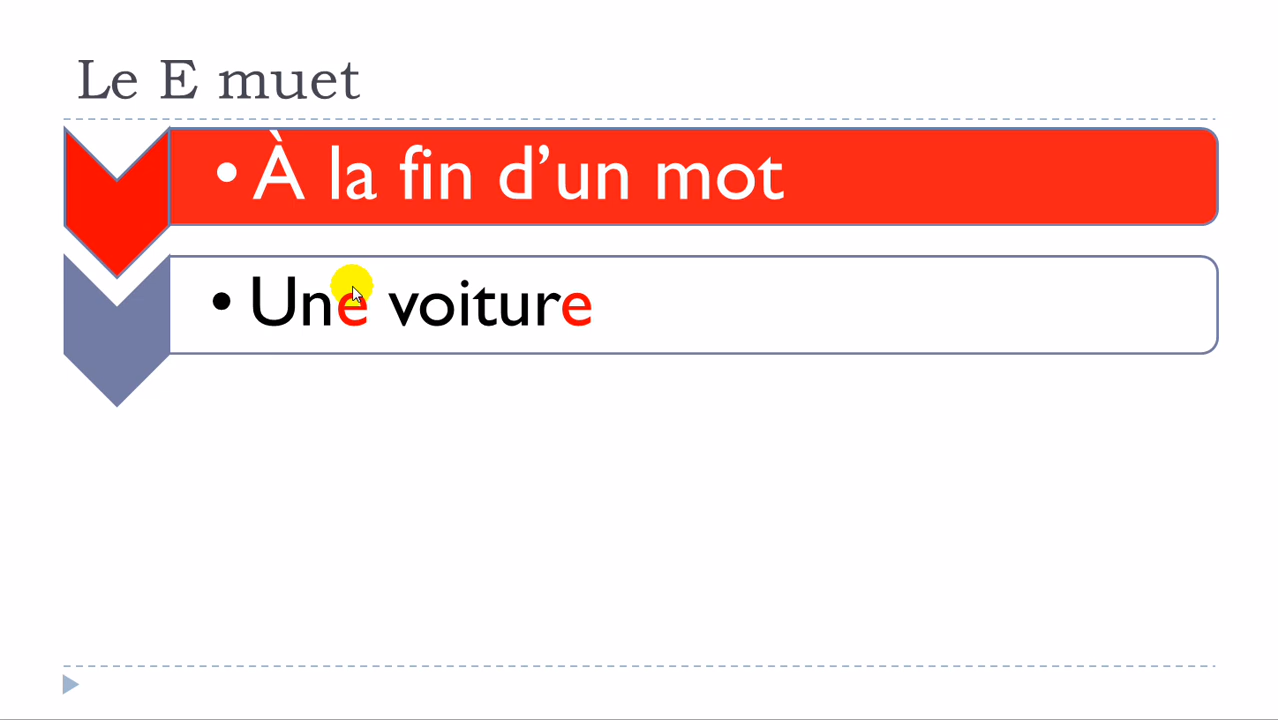 Le E muet
• À la fin d’un mot
• Une voiture